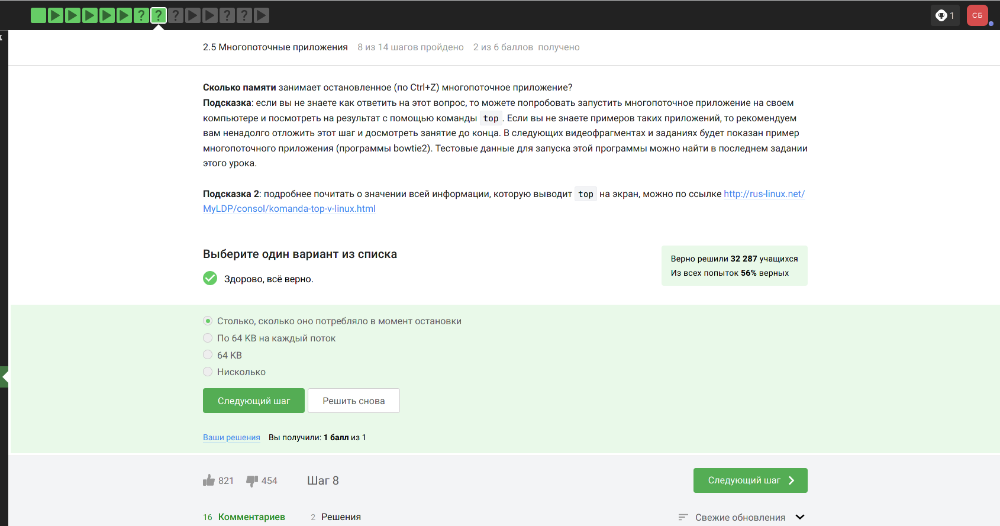 ? ? ? ? ?
1
СБ
2.5 Многопоточные приложения 8 из 14 шагов пройдено 2 из 6 баллов получено
Сколько памяти занимает остановленное (по Ctrl+Z) многопоточное приложение?
Подсказка: если вы не знаете как ответить на этот вопрос, то можете попробовать запустить многопоточное приложение на своем
компьютере и посмотреть на результат с помощью команды top. Если вы не знаете примеров таких приложений, то рекомендуем
вам ненадолго отложить этот шаг и досмотреть занятие до конца. В следующих видеофрагментах и заданиях будет показан пример
многопоточного приложения (программы bowtie2). Тестовые данные для запуска этой программы можно найти в последнем задании
этого урока.
Подсказка 2: подробнее почитать о значении всей информации, которую выводит top на экран, можно по ссылке http://rus-linux.net/
MyLDP/consol/komanda-top-v-linux.html
Выберите один вариант из списка
Здорово, всё верно.
Верно решили 32 287 учащихся
Из всех попыток 56% верных
Столько, сколько оно потребляло в момент остановки
По 64 KB на каждый поток
64 KB
Нисколько
Следующий шаг
Решить снова
Ваши решения Вы получили: 1 балл из 1
821 454 Шаг 8
Следующий шаг
16 Комментариев 2 Решения
Свежие обновления